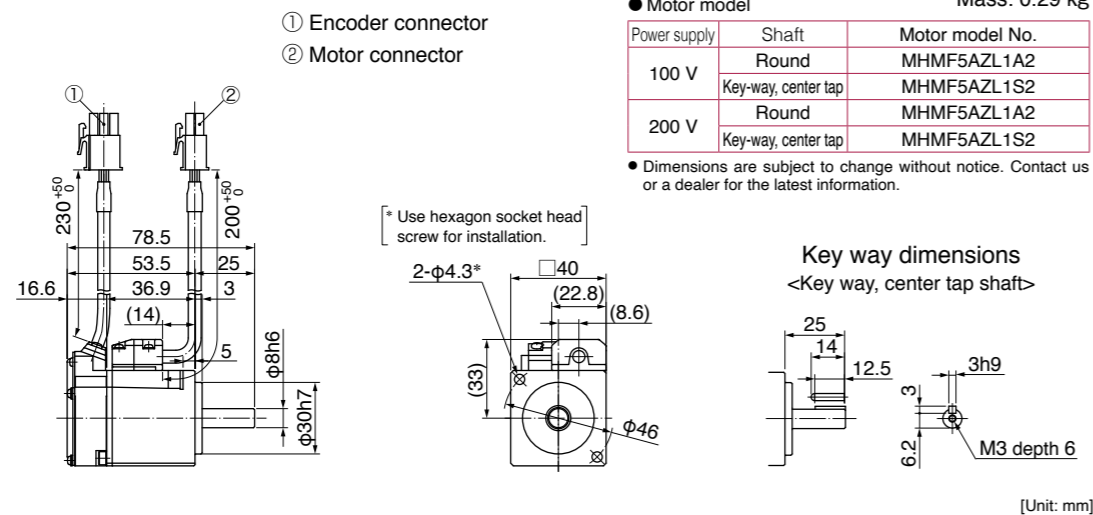 ① Encoder connector
② Motor connector
● Motor model
Mass: 0.29 kg
Power supply Shaft Motor model No.
100 V Round MHMF5AZL1A2
Key-way, center tap MHMF5AZL1S2
200 V Round MHMF5AZL1A2
Key-way, center tap MHMF5AZL1S2
● Dimensions are subject to change without notice. Contact us
or a dealer for the latest information.
① ②
230 +50 0
200 +50 0
78.5
53.5 25
16.6 36.9 3
(14)
5
ϕ8h6
ϕ30h7
[* Use hexagon socket head
screw for installation.]
2-ϕ4.3*
□40
(22.8)
(8.6)
(33)
ϕ46
Key way dimensions
<Key way, center tap shaft>
25
14
12.5
3h9
3
6.2
M3 depth 6
[Unit: mm]